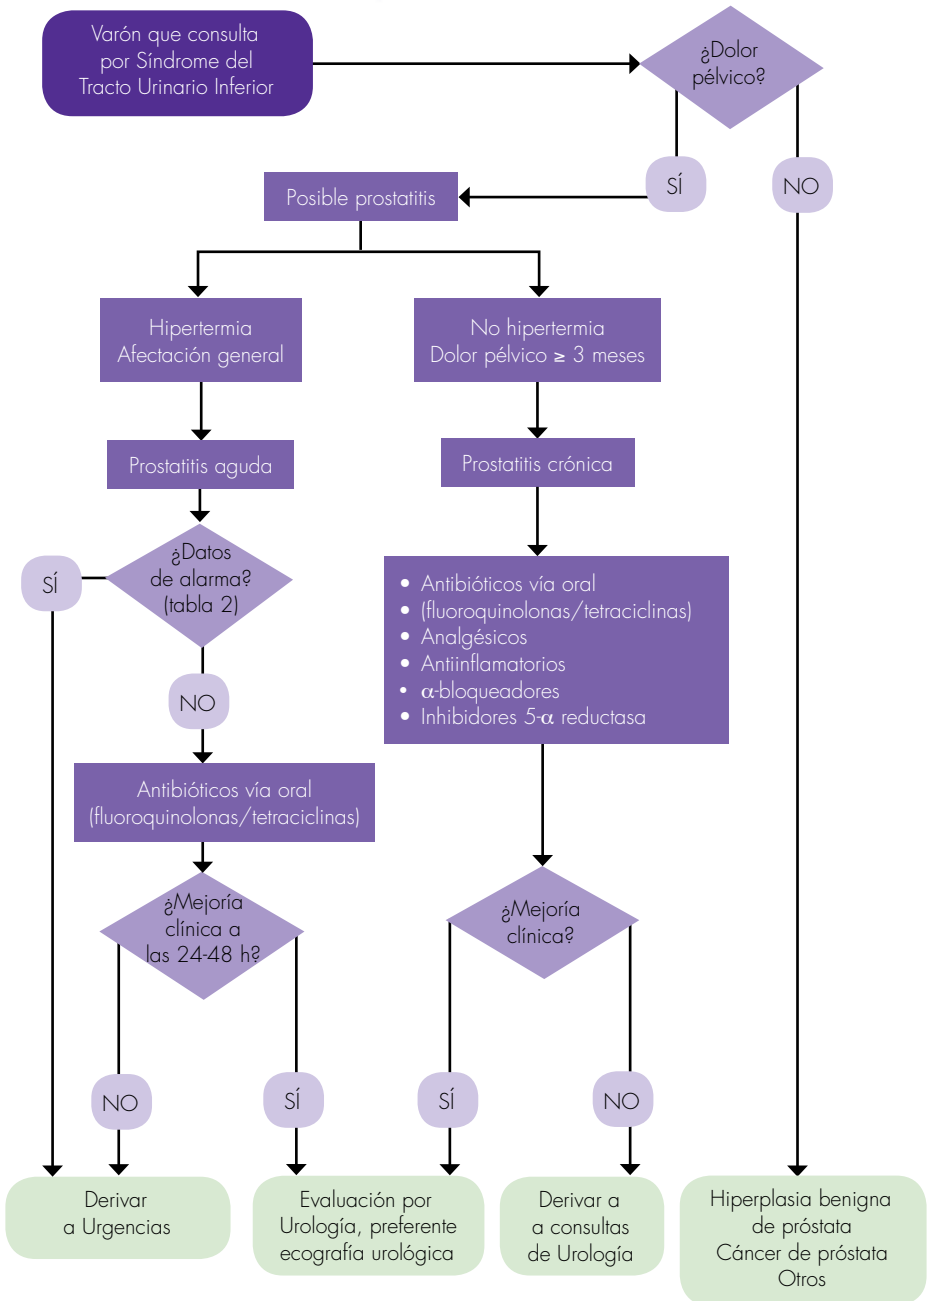 Varón que consulta
por Síndrome del
Tracto Urinario Inferior
¿Dolor
pélvico?
SÍ
NO
Posible prostatitis
Hipertermia
Afectación general
No hipertermia
Dolor pélvico ≥ 3 meses
Prostatitis aguda
Prostatitis crónica
¿Datos
de alarma?
(tabla 2)
SÍ
NO
• Antibióticos vía oral
• (fluoroquinolonas/tetraciclinas)
• Analgésicos
• Antiinflamatorios
• α-bloqueadores
• Inhibidores 5-α reductasa
Antibióticos vía oral
(fluoroquinolonas/tetraciclinas)
¿Mejoría
clínica a
las 24-48 h?
¿Mejoría
clínica?
NO
SÍ
SÍ
NO
Derivar
a Urgencias
Evaluación por
Urología, preferente
ecografía urológica
Derivar a
a consultas
de Urología
Hiperplasia benigna
de próstata
Cáncer de próstata
Otros